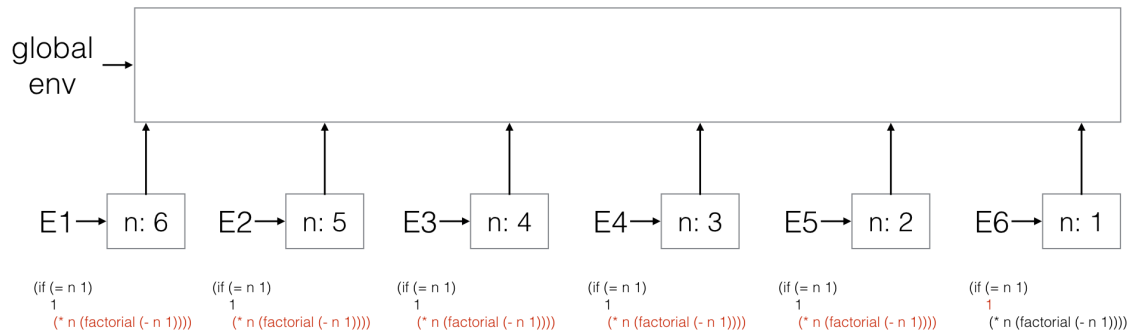 global
env
E1
n: 6
E2
n: 5
E3
n: 4
E4
n: 3
E5
n: 2
E6
n: 1
(if (= n 1)
1
(* n (factorial (- n 1))))
(if (= n 1)
1
(* n (factorial (- n 1))))
(if (= n 1)
1
(* n (factorial (- n 1))))
(if (= n 1)
1
(* n (factorial (- n 1))))
(if (= n 1)
1
(* n (factorial (- n 1))))
(if (= n 1)
1
(* n (factorial (- n 1))))